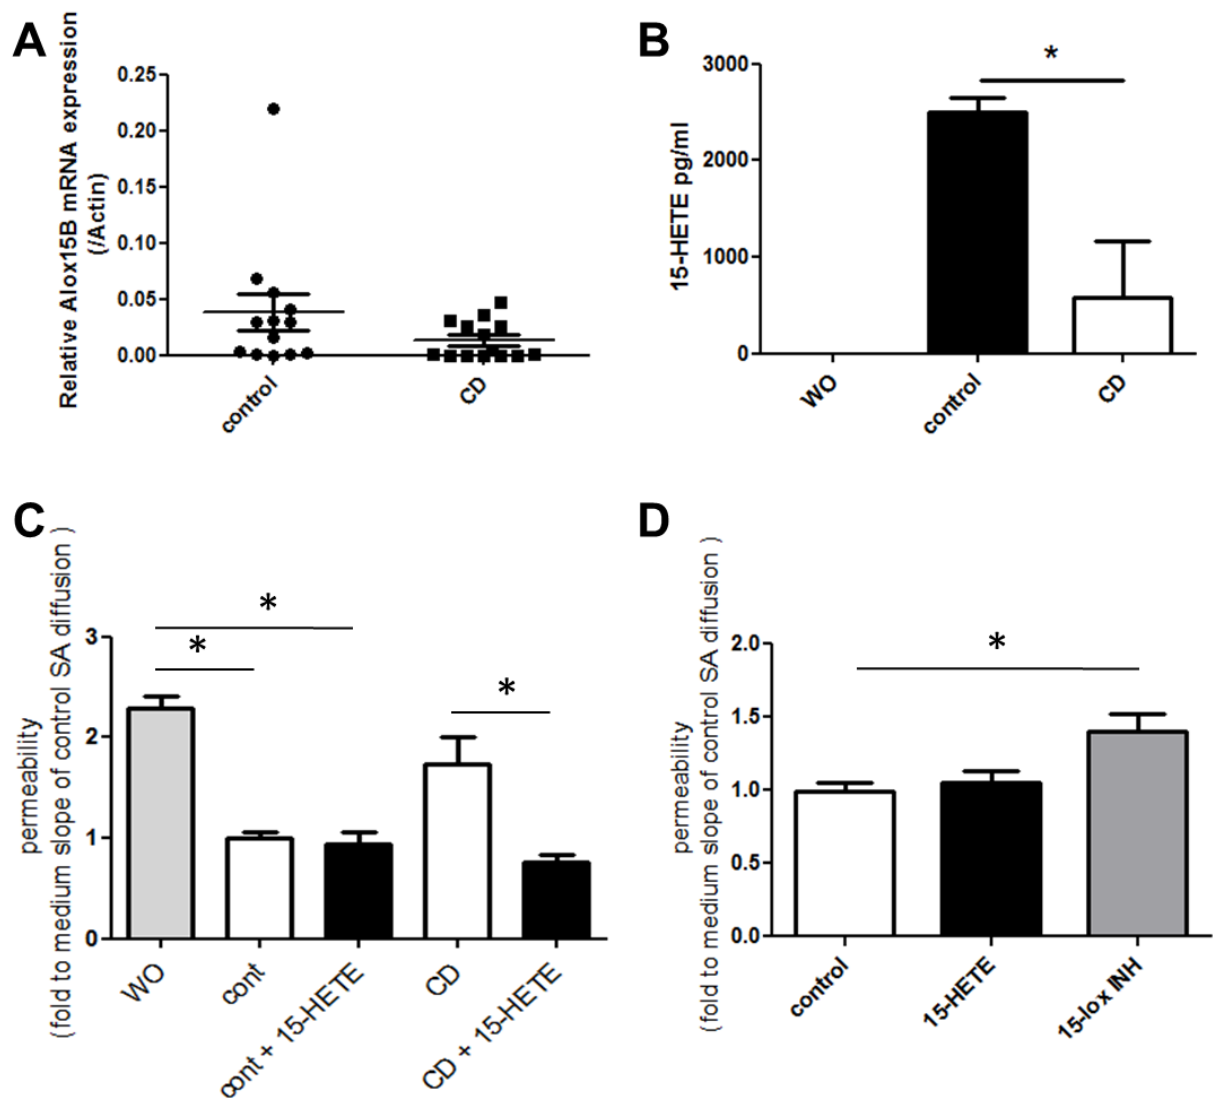 A
Relative Alox15B mRNA expression
(/Actin)
0.25
0.20
0.15
0.10
0.05
0.00
control
CD
B
15-HETE pg/ml
3000
2000
1000
0
*
WO
control
CD
C
permeability
(fold to medium slope of control SA diffusion )
3
2
1
0
*
*
*
WO
cont
cont + 15-HETE
CD
CD + 15-HETE
D
permeability
(fold to medium slope of control SA diffusion )
2.0
1.5
1.0
0.5
0.0
*
control
15-HETE
15-lox INH